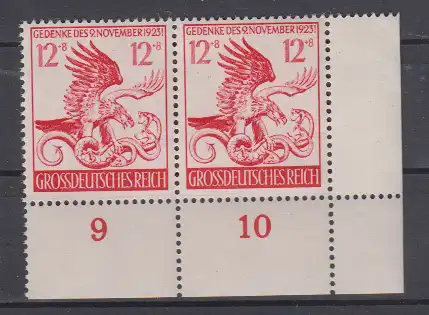 GEDENKE DES 9. NOVEMBER 1923!
12+8 12+8
GROSSDEUTSCHES REICH
GEDENKE DES 9. NOVEMBER 1923!
12+8 12+8
GROSSDEUTSCHES REICH
9 10